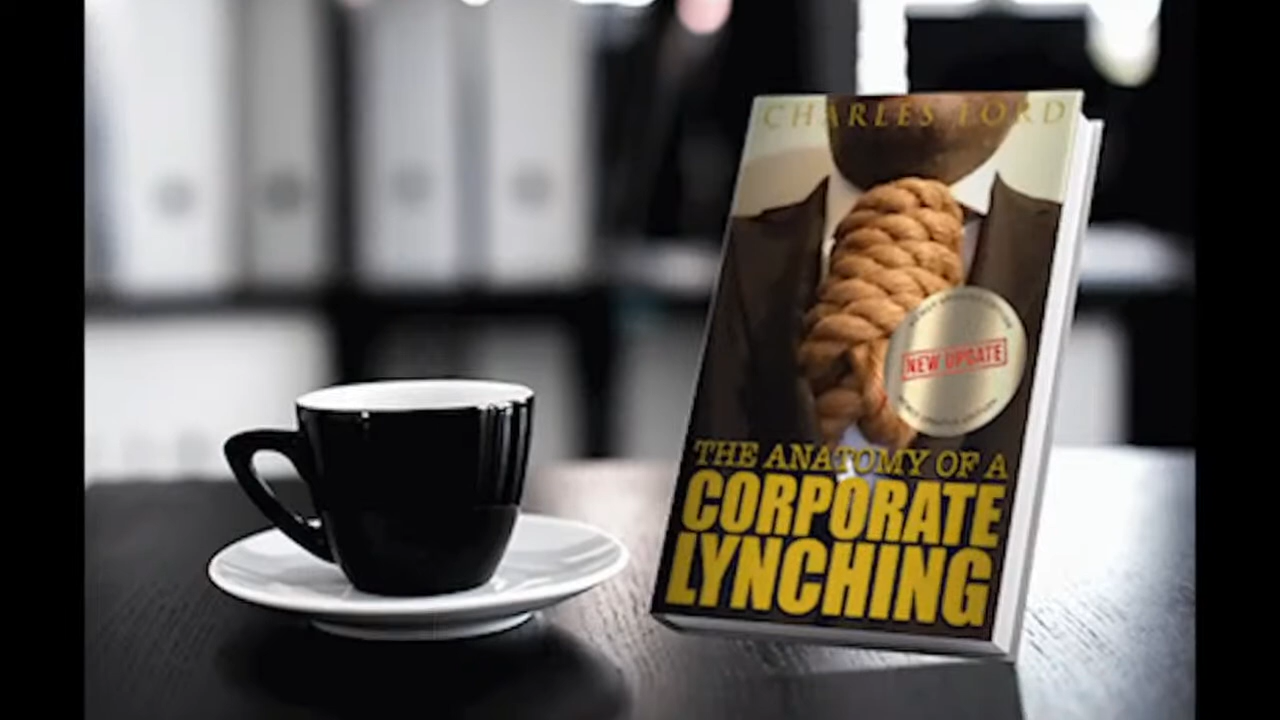 CHARLES FORD
NEW UPDATE
THE ANATOMY OF A
CORPORATE
LYNCHING